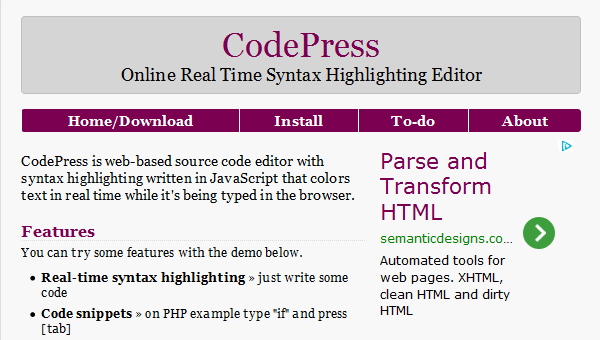 CodePress
Online Real Time Syntax Highlighting Editor
Home/Download
Install
To-do
About
CodePress is web-based source code editor with
syntax highlighting written in JavaScript that colors
text in real time while it's being typed in the browser.
Features
You can try some features with the demo below.
Real-time syntax highlighting » just write some
code
Code snippets » on PHP example type "if" and press
[tab]
Parse and
Transform
HTML
semanticdesigns.co...
Automated tools for
web pages. XHTML,
clean HTML and dirty
HTML